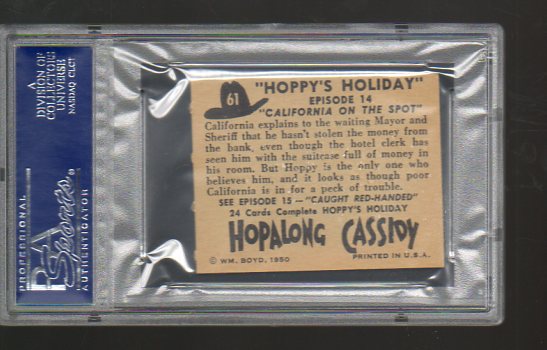 A
DIVISION OF
COLLECTORS
UNIVERSE
NASDAQ: CLCT
PSA
Sports
PROFESSIONAL
AUTHENTICATOR
61
"HOPPY'S HOLIDAY"
EPISODE 14
"CALIFORNIA ON THE SPOT"
California explains to the waiting Mayor and
Sheriff that he hasn't stolen the money from
the bank, even though the hotel clerk has
seen him with the suitcase full of money in
his room. But Hoppy is the only one who
believes him, and it looks as though poor
California is in for a peck of trouble.
SEE EPISODE 15 — "CAUGHT RED-HANDED"
24 Cards Complete HOPPY'S HOLIDAY
HOPALONG CASSIDY
© WM. BOYD, 1950
PRINTED IN U.S.A.